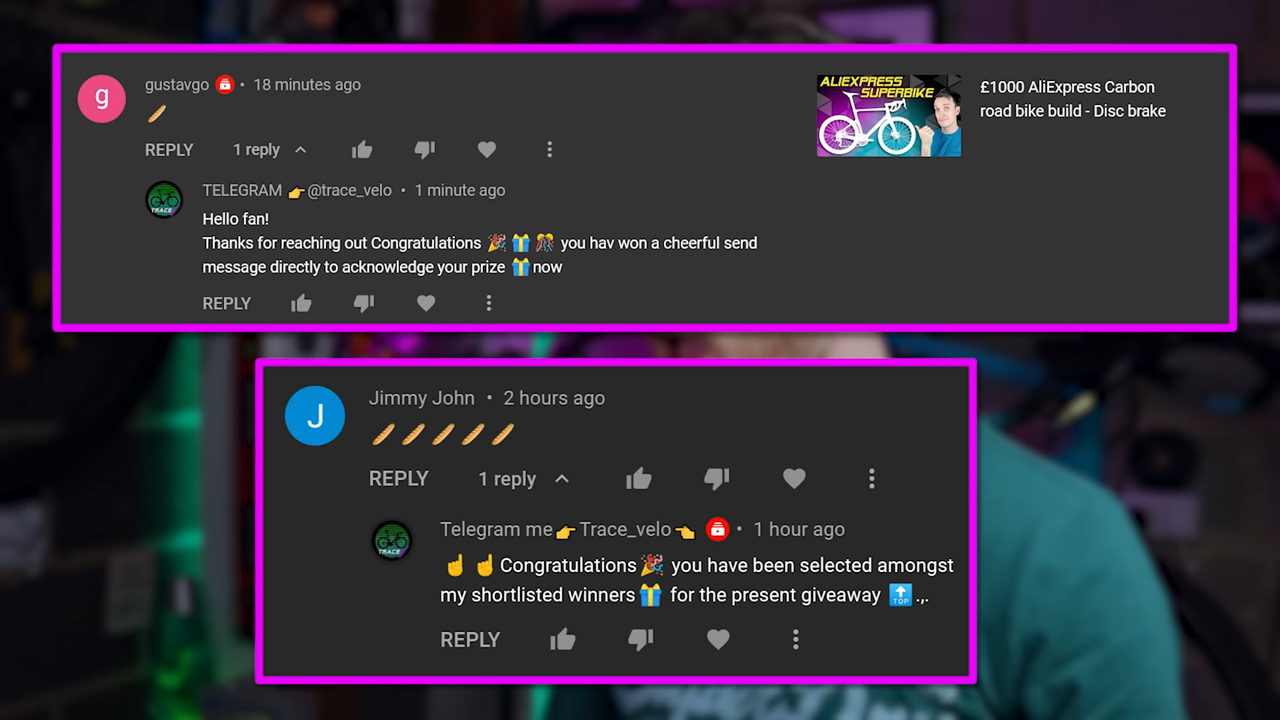 g
gustavgo • 18 minutes ago
🥖
REPLY 1 reply
TELEGRAM 👉@trace_velo • 1 minute ago
TRACE
Hello fan!
Thanks for reaching out Congratulations 🎉 🎁 🎊 you hav won a cheerful send
message directly to acknowledge your prize 🎁now
REPLY
ALIEXPRESS
SUPERBIKE
£1000 AliExpress Carbon
road bike build - Disc brake
J
Jimmy John • 2 hours ago
🥖🥖🥖🥖🥖
REPLY 1 reply
Telegram me👉Trace_velo👈 • 1 hour ago
TRACE
☝ ☝Congratulations🎉 you have been selected amongst
my shortlisted winners🎁 for the present giveaway 🔝.,.
REPLY